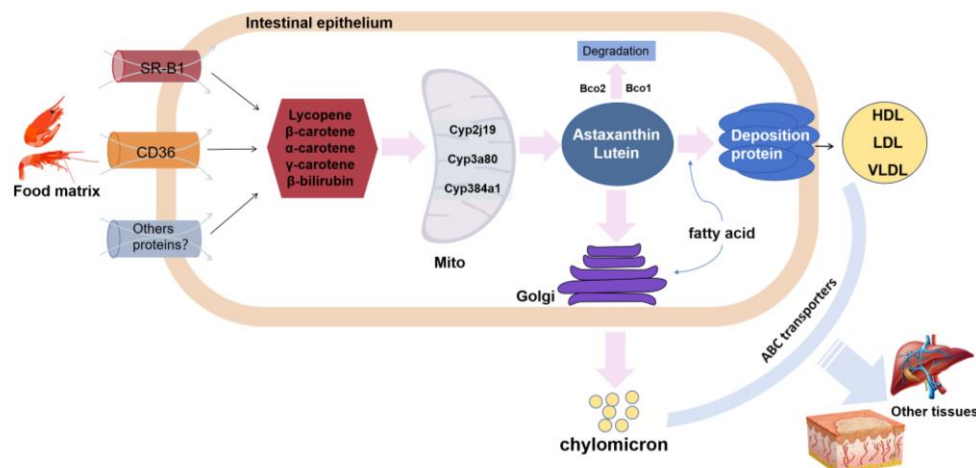 Intestinal epithelium
SR-B1
CD36
Others
proteins?
Food matrix
Lycopene
β-carotene
α-carotene
γ-carotene
β-bilirubin
Cyp2j19
Cyp3a80
Cyp384a1
Mito
Degradation
Bco2 Bco1
Astaxanthin
Lutein
Deposition
protein
HDL
LDL
VLDL
fatty acid
Golgi
ABC transporters
chylomicron
Other tissues